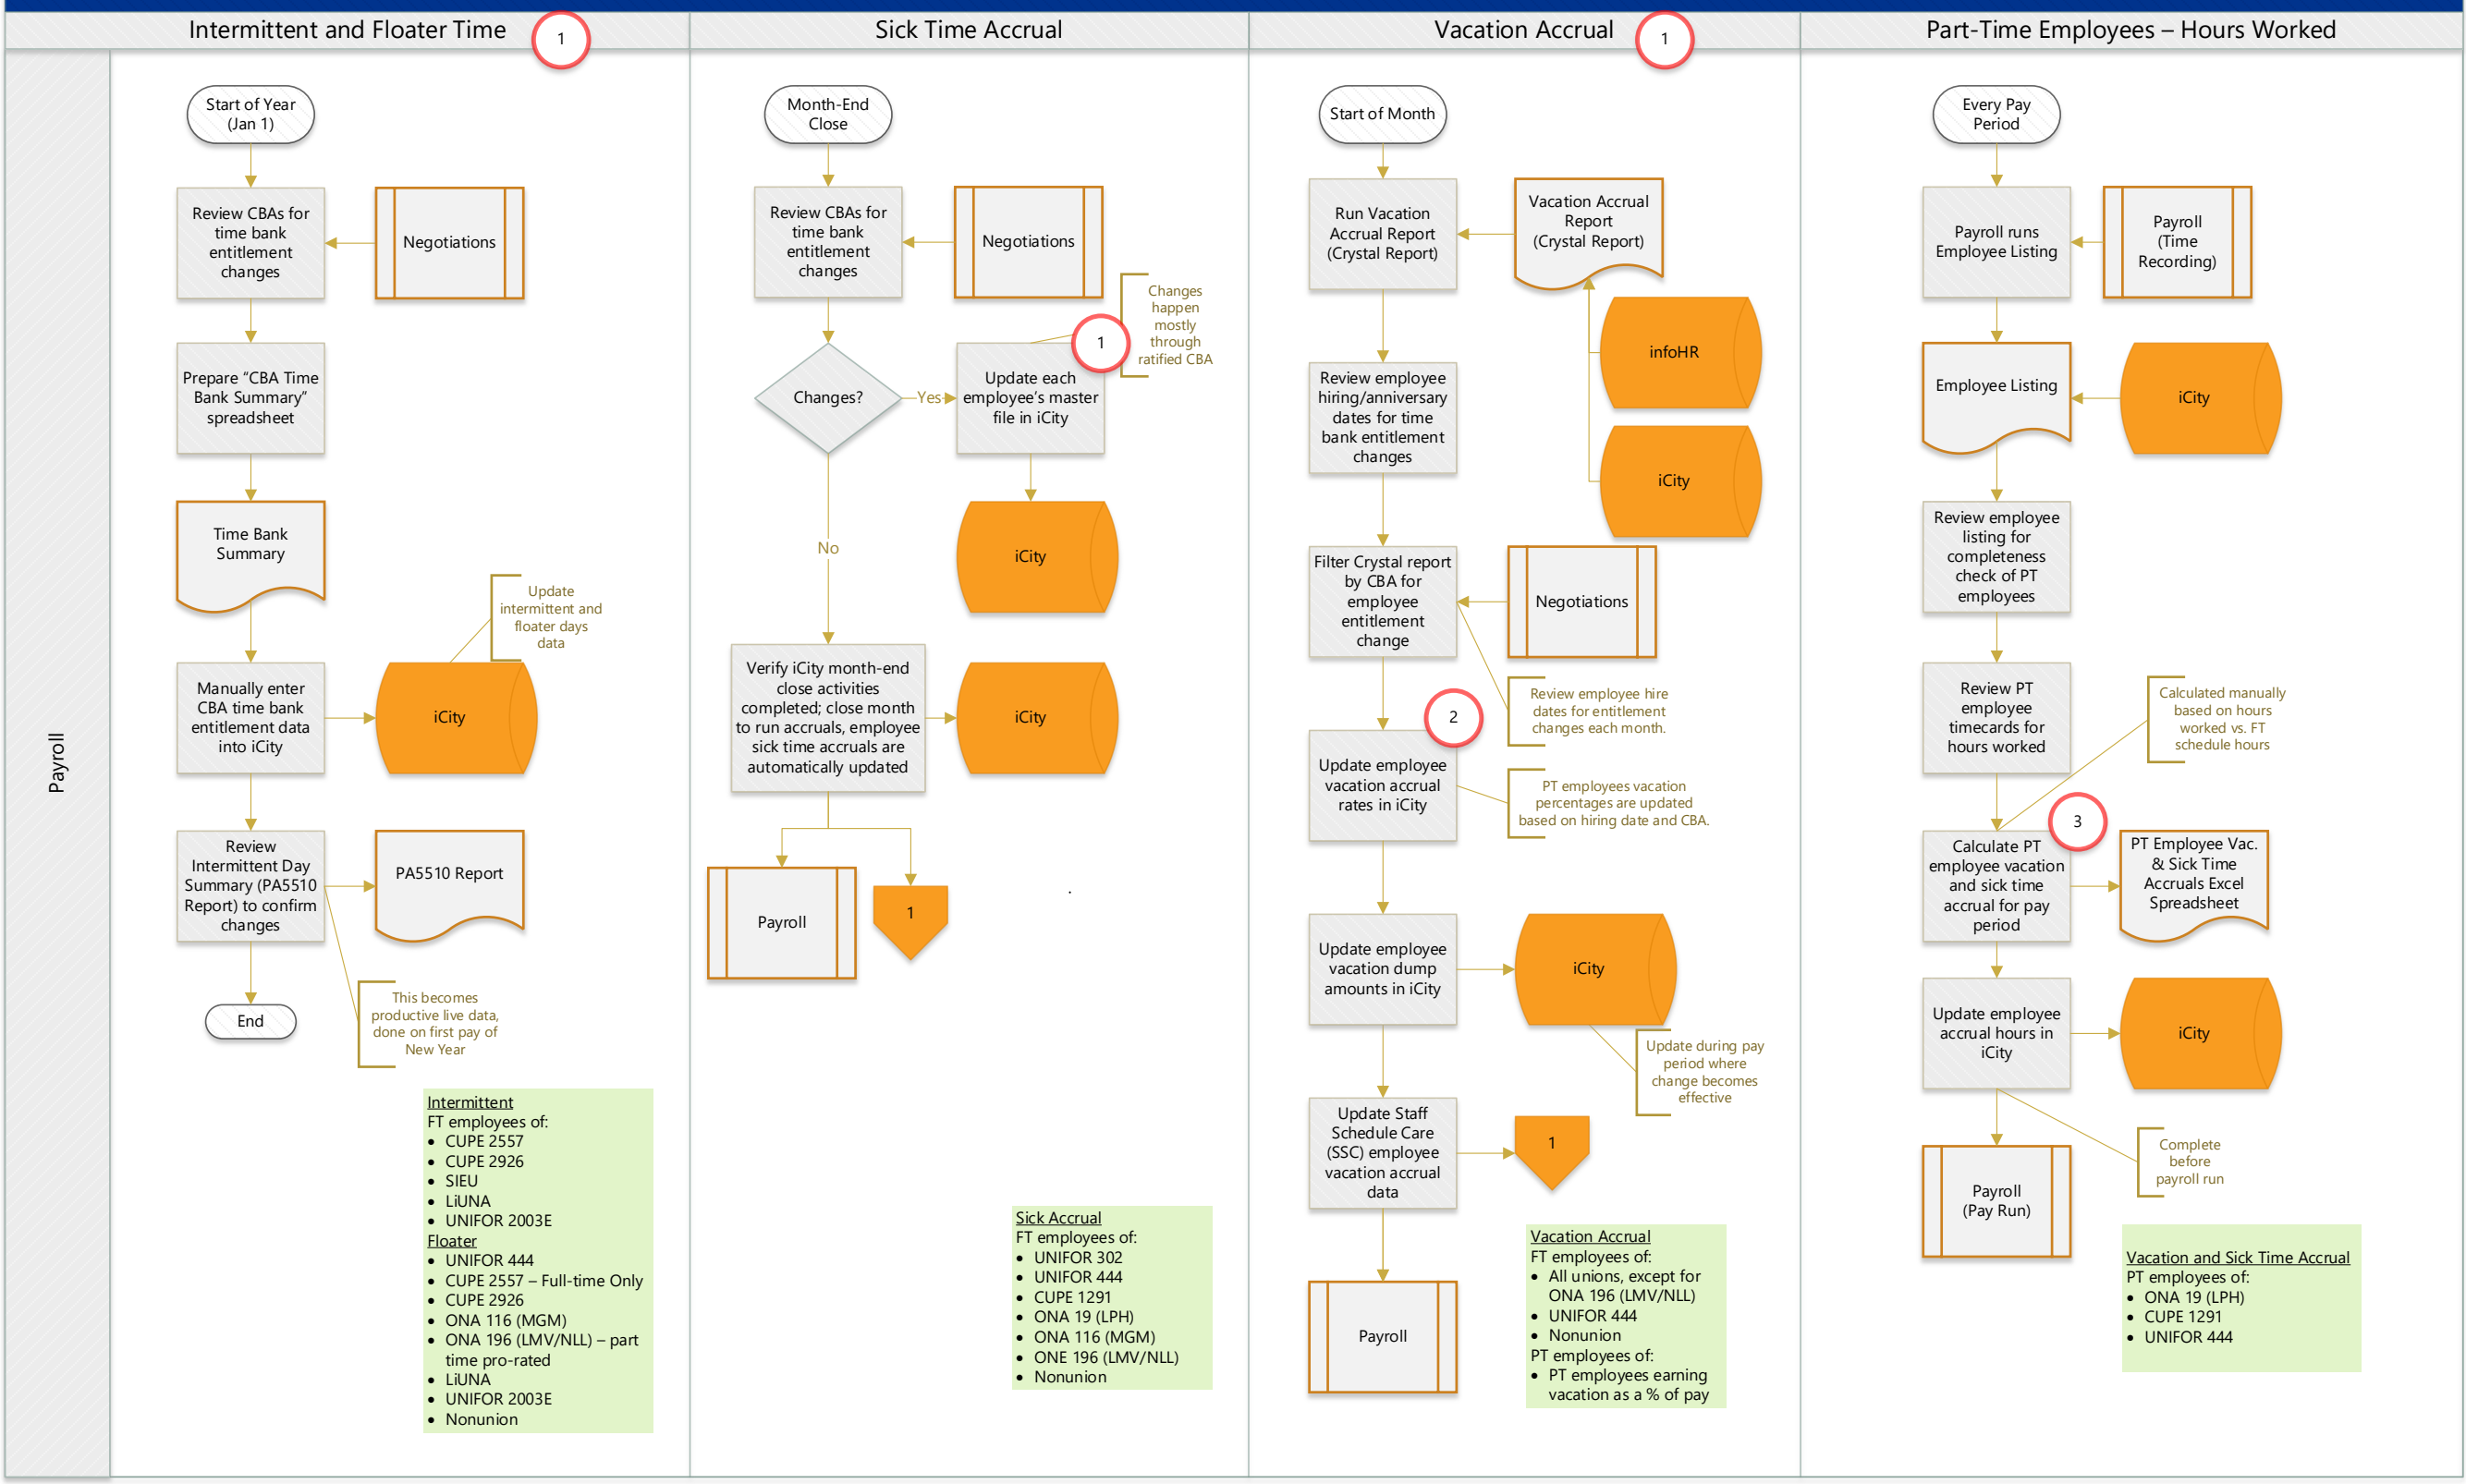 Intermittent and Floater Time
1
Sick Time Accrual
Vacation Accrual
1
Part-Time Employees – Hours Worked
Payroll
Start of Year
(Jan 1)
Review CBAs for
time bank
entitlement
changes
Negotiations
Prepare “CBA Time
Bank Summary”
spreadsheet
Time Bank
Summary
Update
intermittent and
floater days
data
Manually enter
CBA time bank
entitlement data
into iCity
iCity
Review
Intermittent Day
Summary (PA5510
Report) to confirm
changes
PA5510 Report
This becomes
productive live data,
done on first pay of
New Year
End
Intermittent
FT employees of:
• CUPE 2557
• CUPE 2926
• SIEU
• LiUNA
• UNIFOR 2003E
Floater
• UNIFOR 444
• CUPE 2557 – Full-time Only
• CUPE 2926
• ONA 116 (MGM)
• ONA 196 (LMV/NLL) – part
time pro-rated
• LiUNA
• UNIFOR 2003E
• Nonunion
Month-End
Close
Review CBAs for
time bank
entitlement
changes
Negotiations
Changes
happen
mostly
through
ratified CBA
1
Changes?
Yes
Update each
employee’s master
file in iCity
No
iCity
Verify iCity month-end
close activities
completed; close month
to run accruals, employee
sick time accruals are
automatically updated
iCity
Payroll
1
.
Sick Accrual
FT employees of:
• UNIFOR 302
• UNIFOR 444
• CUPE 1291
• ONA 19 (LPH)
• ONA 116 (MGM)
• ONE 196 (LMV/NLL)
• Nonunion
Start of Month
Run Vacation
Accrual Report
(Crystal Report)
Vacation Accrual
Report
(Crystal Report)
infoHR
Review employee
hiring/anniversary
dates for time
bank entitlement
changes
iCity
Filter Crystal report
by CBA for
employee
entitlement
change
Negotiations
Review employee hire
dates for entitlement
changes each month.
2
Update employee
vacation accrual
rates in iCity
PT employees vacation
percentages are updated
based on hiring date and CBA.
Update employee
vacation dump
amounts in iCity
iCity
Update during pay
period where
change becomes
effective
Update Staff
Schedule Care
(SSC) employee
vacation accrual
data
1
Payroll
Vacation Accrual
FT employees of:
• All unions, except for
ONA 196 (LMV/NLL)
• UNIFOR 444
• Nonunion
PT employees of:
• PT employees earning
vacation as a % of pay
Every Pay
Period
Payroll runs
Employee Listing
Payroll
(Time
Recording)
Employee Listing
iCity
Review employee
listing for
completeness
check of PT
employees
Review PT
employee
timecards for
hours worked
Calculated manually
based on hours
worked vs. FT
schedule hours
3
Calculate PT
employee vacation
and sick time
accrual for pay
period
PT Employee Vac.
& Sick Time
Accruals Excel
Spreadsheet
Update employee
accrual hours in
iCity
iCity
Complete
before
payroll run
Payroll
(Pay Run)
Vacation and Sick Time Accrual
PT employees of:
• ONA 19 (LPH)
• CUPE 1291
• UNIFOR 444